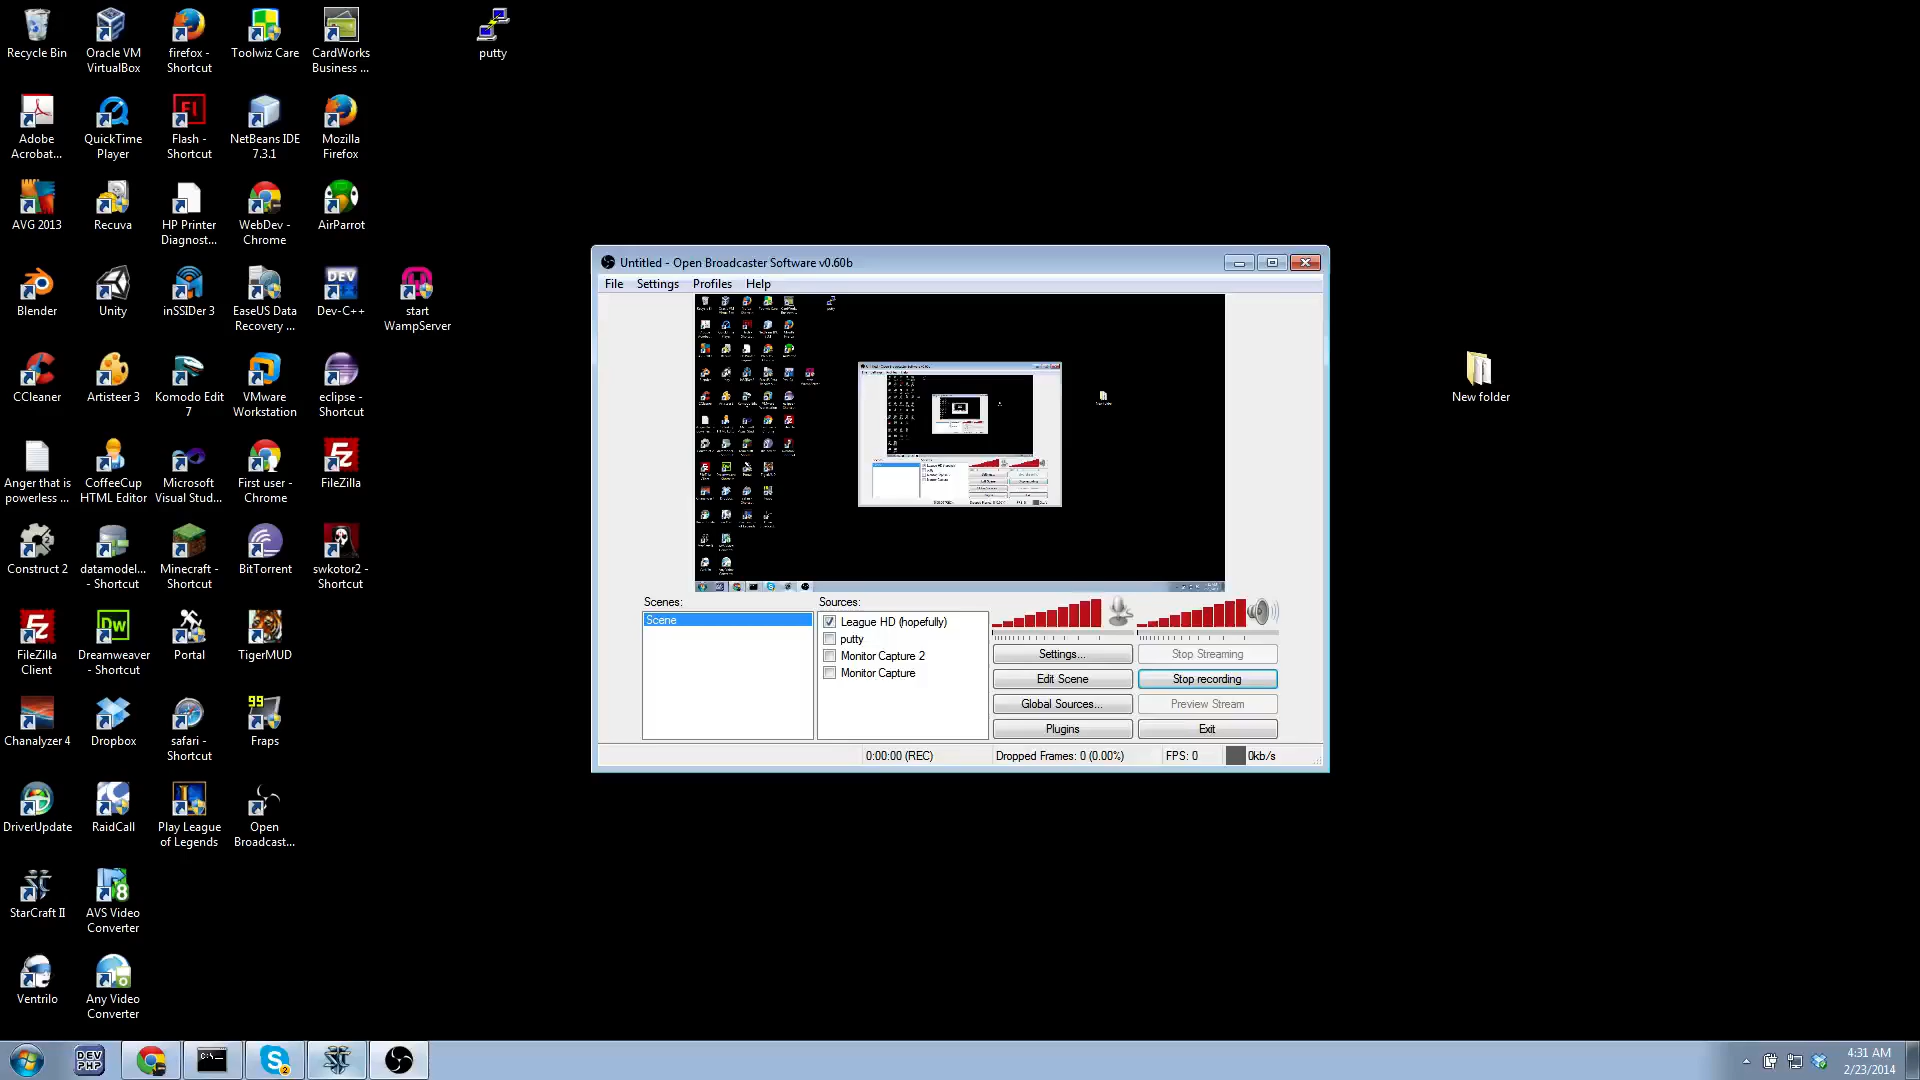 Recycle Bin
Oracle VM
VirtualBox
firefox -
Shortcut
Toolwiz Care
CardWorks
Business ...
putty
Adobe
Acrobat...
QuickTime
Player
Flash -
Shortcut
NetBeans IDE
7.3.1
Mozilla
Firefox
AVG 2013
Recuva
HP Printer
Diagnost...
WebDev -
Chrome
AirParrot
Blender
Unity
inSSIDer 3
EaseUS Data
Recovery ...
DEV
Dev-C++
start
WampServer
CCleaner
Artisteer 3
Komodo Edit
7
VMware
Workstation
eclipse -
Shortcut
Anger that is
powerless ...
CoffeeCup
HTML Editor
Microsoft
Visual Stud...
First user -
Chrome
FileZilla
Construct 2
datamodel...
- Shortcut
Minecraft -
Shortcut
BitTorrent
swkotor2 -
Shortcut
FileZilla
Client
Dw
Dreamweaver
- Shortcut
Portal
TigerMUD
Chanalyzer 4
Dropbox
safari -
Shortcut
99
Fraps
DriverUpdate
RaidCall
Play League
of Legends
Open
Broadcast...
StarCraft II
AVS Video
Converter
Ventrilo
Any Video
Converter
New folder
Untitled - Open Broadcaster Software v0.60b
File Settings Profiles Help
Scenes:
Scene
Sources:
League HD (hopefully)
putty
Monitor Capture 2
Monitor Capture
Settings...
Stop Streaming
Edit Scene
Stop recording
Global Sources...
Preview Stream
Plugins
Exit
0:00:00 (REC)
Dropped Frames: 0 (0.00%)
FPS: 0
0kb/s
DEV
PHP
C:\_
2
4:31 AM
2/23/2014